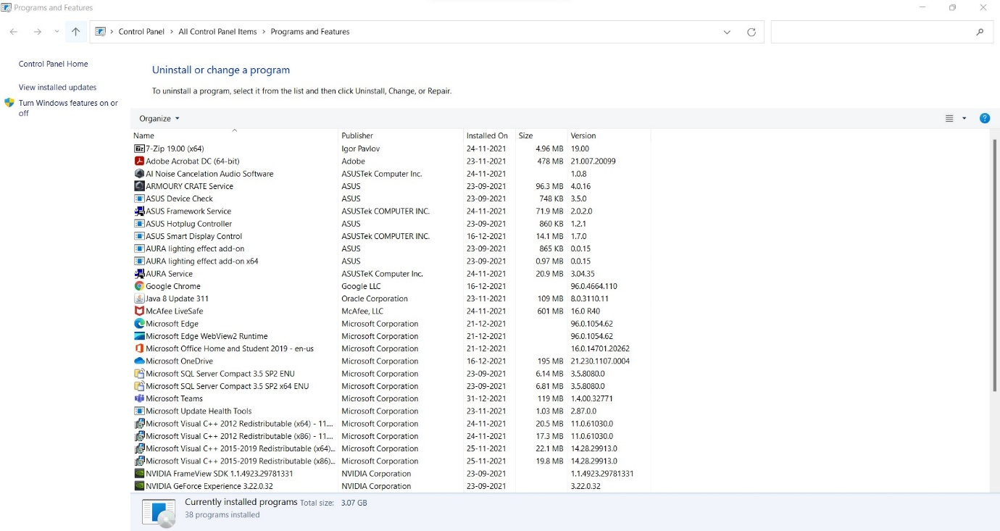 Programs and Features
Control Panel > All Control Panel Items > Programs and Features
Control Panel Home
View installed updates
Turn Windows features on or
off
Uninstall or change a program
To uninstall a program, select it from the list and then click Uninstall, Change, or Repair.
Organize
Name Publisher Installed On Size Version
7-Zip 19.00 (x64) Igor Pavlov 24-11-2021 4.96 MB 19.00
Adobe Acrobat DC (64-bit) Adobe 23-11-2021 478 MB 21.007.20099
AI Noise Cancelation Audio Software ASUSTek Computer Inc. 24-11-2021 1.0.8
ARMOURY CRATE Service ASUS 23-09-2021 96.3 MB 4.0.16
ASUS Device Check ASUS 23-09-2021 748 KB 3.5.0
ASUS Framework Service ASUSTek COMPUTER INC. 24-11-2021 71.9 MB 2.0.2.0
ASUS Hotplug Controller ASUS 23-09-2021 860 KB 1.2.1
ASUS Smart Display Control ASUSTek COMPUTER INC. 16-12-2021 14.1 MB 1.7.0
AURA lighting effect add-on ASUS 23-09-2021 865 KB 0.0.15
AURA lighting effect add-on x64 ASUS 23-09-2021 0.97 MB 0.0.15
AURA Service ASUSTeK Computer Inc. 24-11-2021 20.9 MB 3.04.35
Google Chrome Google LLC 16-12-2021 96.0.4664.110
Java 8 Update 311 Oracle Corporation 23-11-2021 109 MB 8.0.3110.11
McAfee LiveSafe McAfee, LLC 24-11-2021 601 MB 16.0 R40
Microsoft Edge Microsoft Corporation 21-12-2021 96.0.1054.62
Microsoft Edge WebView2 Runtime Microsoft Corporation 21-12-2021 96.0.1054.62
Microsoft Office Home and Student 2019 - en-us Microsoft Corporation 21-12-2021 16.0.14701.20262
Microsoft OneDrive Microsoft Corporation 16-12-2021 195 MB 21.230.1107.0004
Microsoft SQL Server Compact 3.5 SP2 ENU Microsoft Corporation 23-09-2021 6.14 MB 3.5.8080.0
Microsoft SQL Server Compact 3.5 SP2 x64 ENU Microsoft Corporation 23-09-2021 6.81 MB 3.5.8080.0
Microsoft Teams Microsoft Corporation 31-12-2021 119 MB 1.4.00.32771
Microsoft Update Health Tools Microsoft Corporation 23-11-2021 1.03 MB 2.87.0.0
Microsoft Visual C++ 2012 Redistributable (x64) - 11.... Microsoft Corporation 24-11-2021 20.5 MB 11.0.61030.0
Microsoft Visual C++ 2012 Redistributable (x86) - 11.... Microsoft Corporation 24-11-2021 17.3 MB 11.0.61030.0
Microsoft Visual C++ 2015-2019 Redistributable (x64)... Microsoft Corporation 25-11-2021 22.1 MB 14.28.29913.0
Microsoft Visual C++ 2015-2019 Redistributable (x86)... Microsoft Corporation 25-11-2021 19.8 MB 14.28.29913.0
NVIDIA FrameView SDK 1.1.4923.29781331 NVIDIA Corporation 23-09-2021 1.1.4923.29781331
NVIDIA GeForce Experience 3.22.0.32 NVIDIA Corporation 23-09-2021 3.22.0.32
Currently installed programs Total size: 3.07 GB
38 programs installed